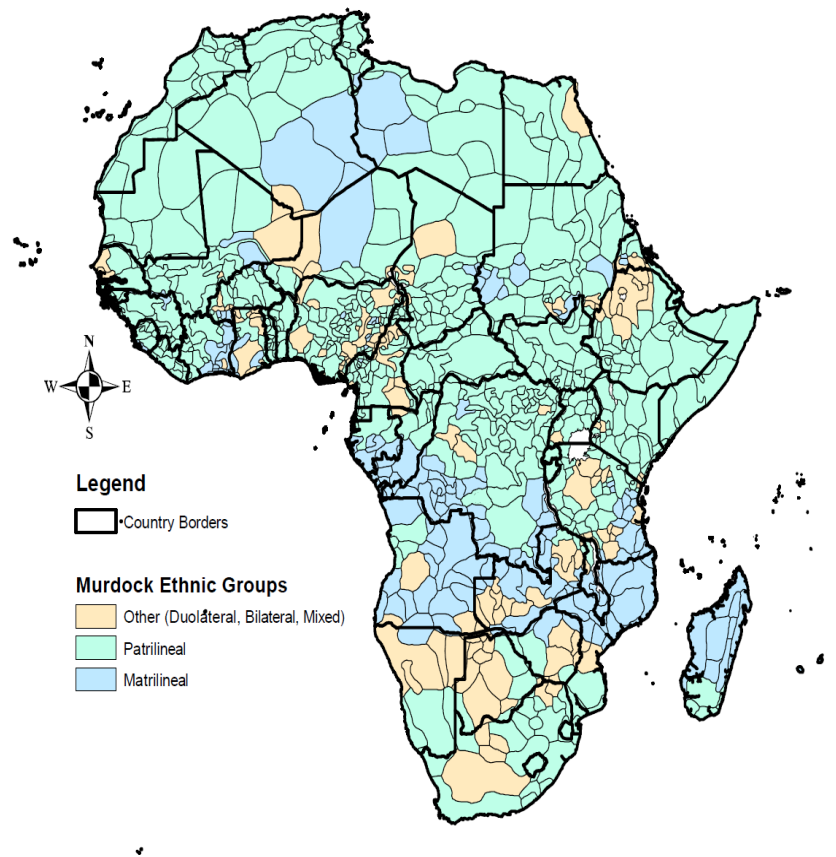 N
W E
S
Legend
Country Borders
Murdock Ethnic Groups
Other (Duolateral, Bilateral, Mixed)
Patrilineal
Matrilineal